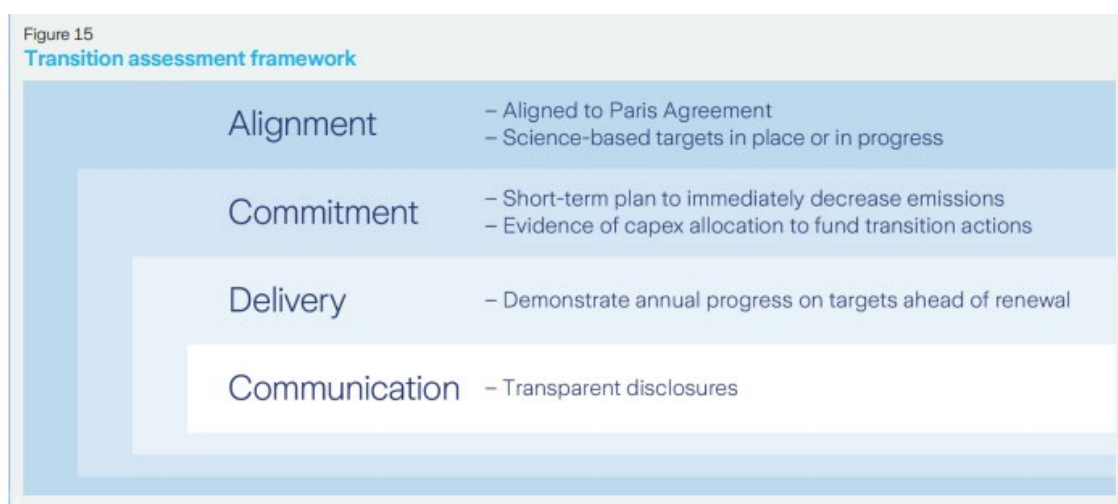 Figure 15
Transition assessment framework
Alignment
– Aligned to Paris Agreement
– Science-based targets in place or in progress
Commitment
– Short-term plan to immediately decrease emissions
– Evidence of capex allocation to fund transition actions
Delivery
– Demonstrate annual progress on targets ahead of renewal
Communication
– Transparent disclosures